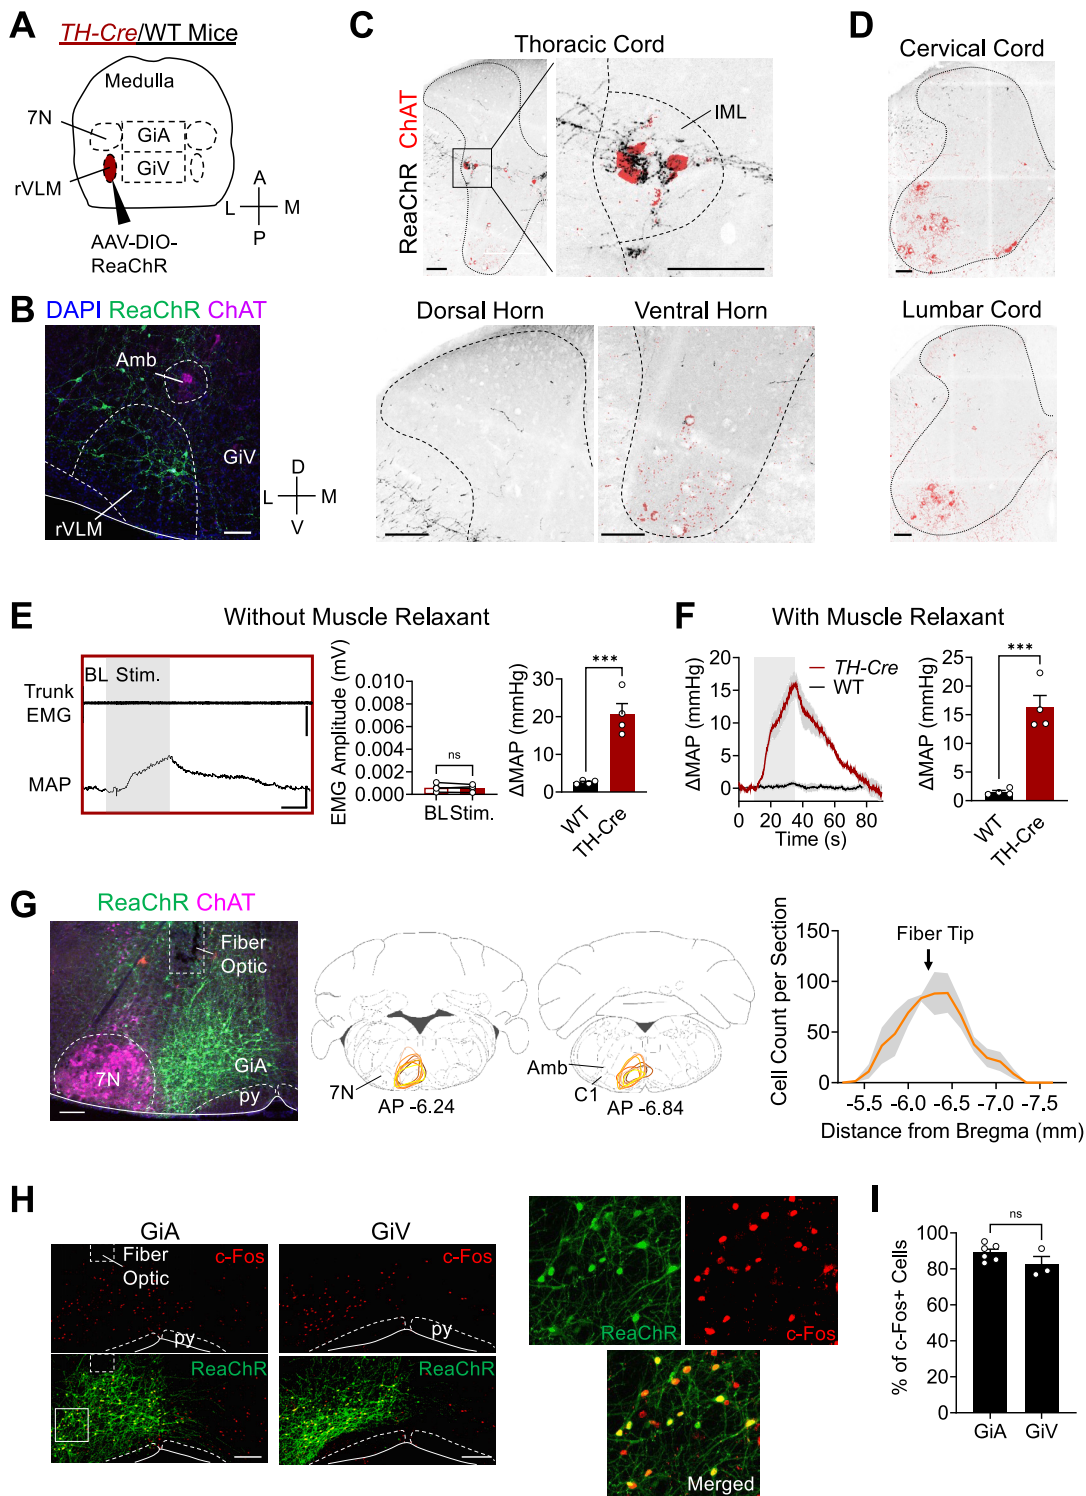 A
TH-Cre/WT Mice
Medulla
7N
GiA
GiV
rVLM
A
L M
P
AAV-DIO-
ReaChR
B
DAPI ReaChR ChAT
Amb
GiV
rVLM
D
L M
V
C
Thoracic Cord
ReaChR ChAT
IML
Dorsal Horn
Ventral Horn
D
Cervical Cord
Lumbar Cord
E
Without Muscle Relaxant
BL Stim.
Trunk
EMG
MAP
EMG Amplitude (mV)
0.010
0.008
0.006
0.004
0.002
0.000
ns
BL Stim.
ΔMAP (mmHg)
30
20
10
0
***
WT
TH-Cre
F
With Muscle Relaxant
ΔMAP (mmHg)
20
15
10
5
0
TH-Cre
WT
0 20 40 60 80
Time (s)
ΔMAP (mmHg)
25
20
15
10
5
0
***
WT
TH-Cre
G
ReaChR ChAT
Fiber
Optic
7N
GiA
py
7N
AP -6.24
Amb
C1
AP -6.84
Cell Count per Section
150
100
50
0
Fiber Tip
-5.5 -6.0 -6.5 -7.0 -7.5
Distance from Bregma (mm)
H
GiA
GiV
Fiber
Optic
c-Fos
c-Fos
py
py
ReaChR
ReaChR
ReaChR
c-Fos
Merged
I
% of c-Fos+ Cells
100
80
60
40
20
0
ns
GiA
GiV